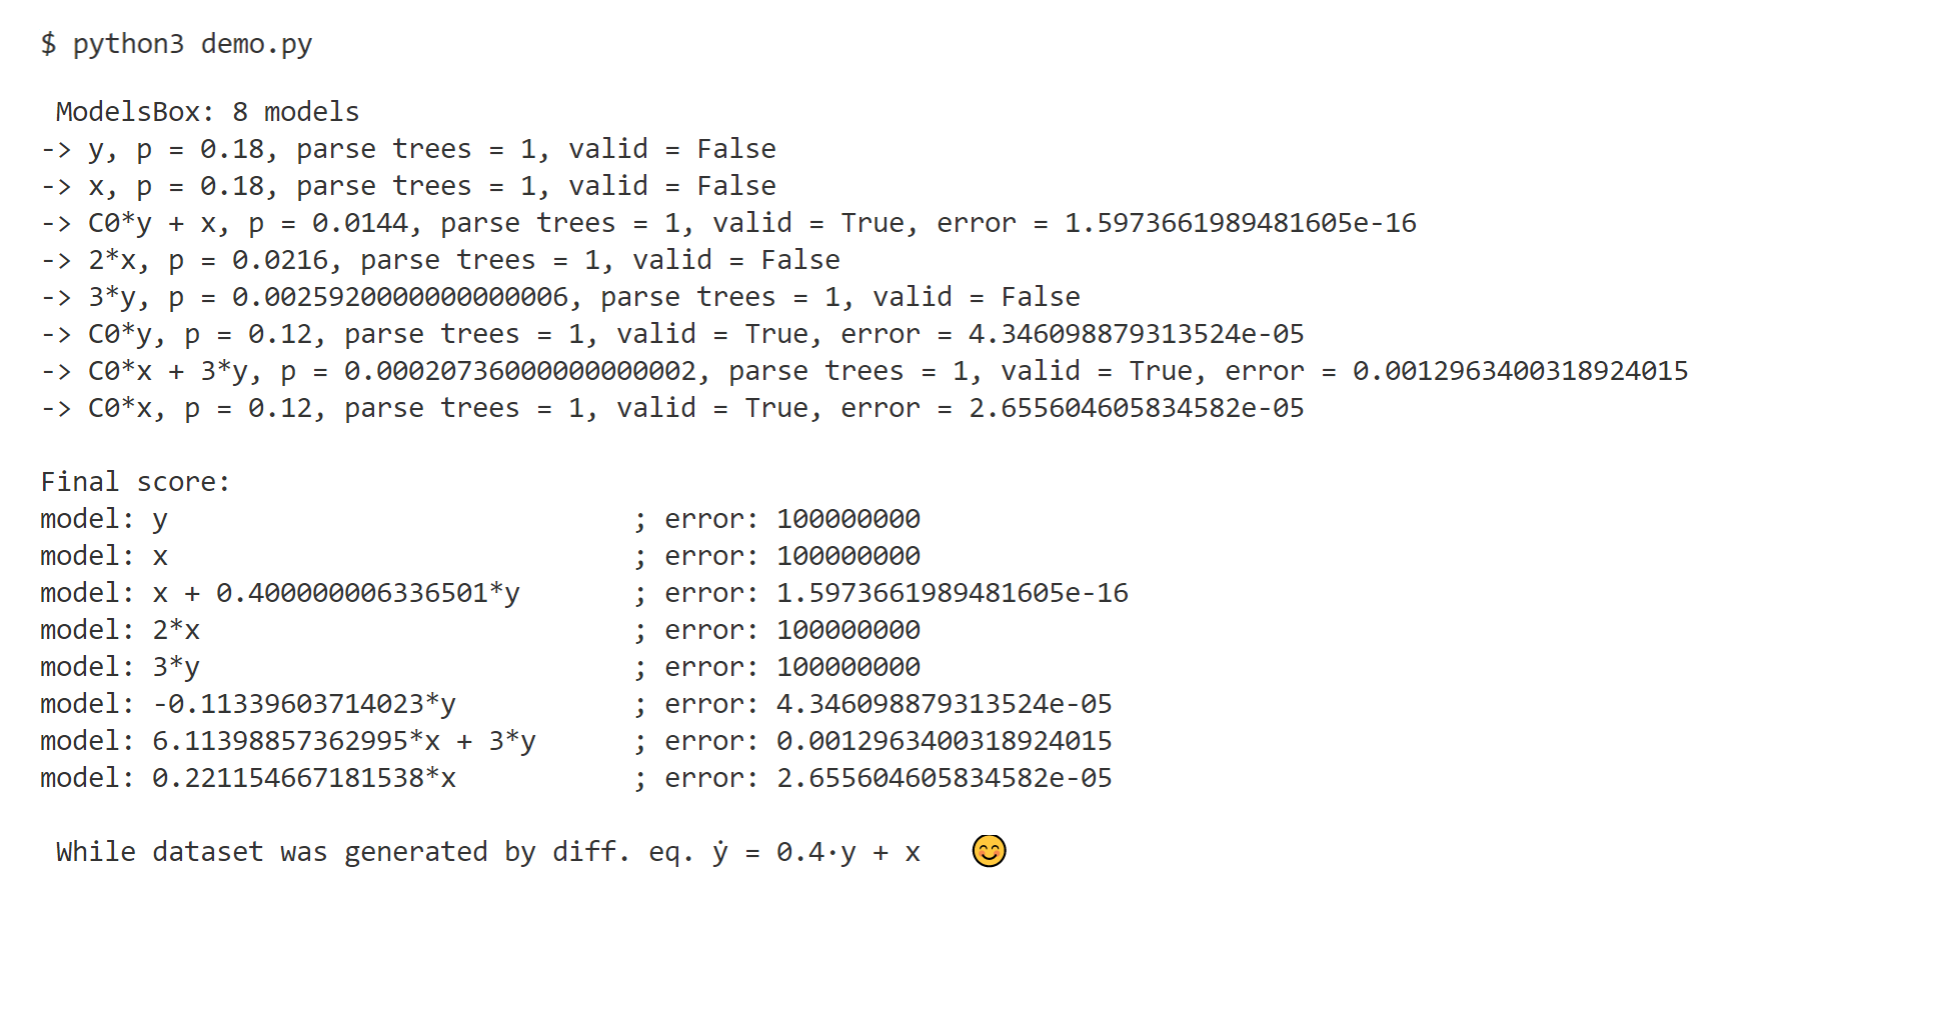 $ python3 demo.py
ModelsBox: 8 models
-> y, p = 0.18, parse trees = 1, valid = False
-> x, p = 0.18, parse trees = 1, valid = False
-> C0*y + x, p = 0.0144, parse trees = 1, valid = True, error = 1.5973661989481605e-16
-> 2*x, p = 0.0216, parse trees = 1, valid = False
-> 3*y, p = 0.0025920000000000006, parse trees = 1, valid = False
-> C0*y, p = 0.12, parse trees = 1, valid = True, error = 4.346098879313524e-05
-> C0*x + 3*y, p = 0.00020736000000000002, parse trees = 1, valid = True, error = 0.0012963400318924015
-> C0*x, p = 0.12, parse trees = 1, valid = True, error = 2.655604605834582e-05
Final score:
model: y ; error: 100000000
model: x ; error: 100000000
model: x + 0.400000006336501*y ; error: 1.5973661989481605e-16
model: 2*x ; error: 100000000
model: 3*y ; error: 100000000
model: -0.11339603714023*y ; error: 4.346098879313524e-05
model: 6.11398857362995*x + 3*y ; error: 0.0012963400318924015
model: 0.221154667181538*x ; error: 2.655604605834582e-05
While dataset was generated by diff. eq. ẏ = 0.4·y + x 😊